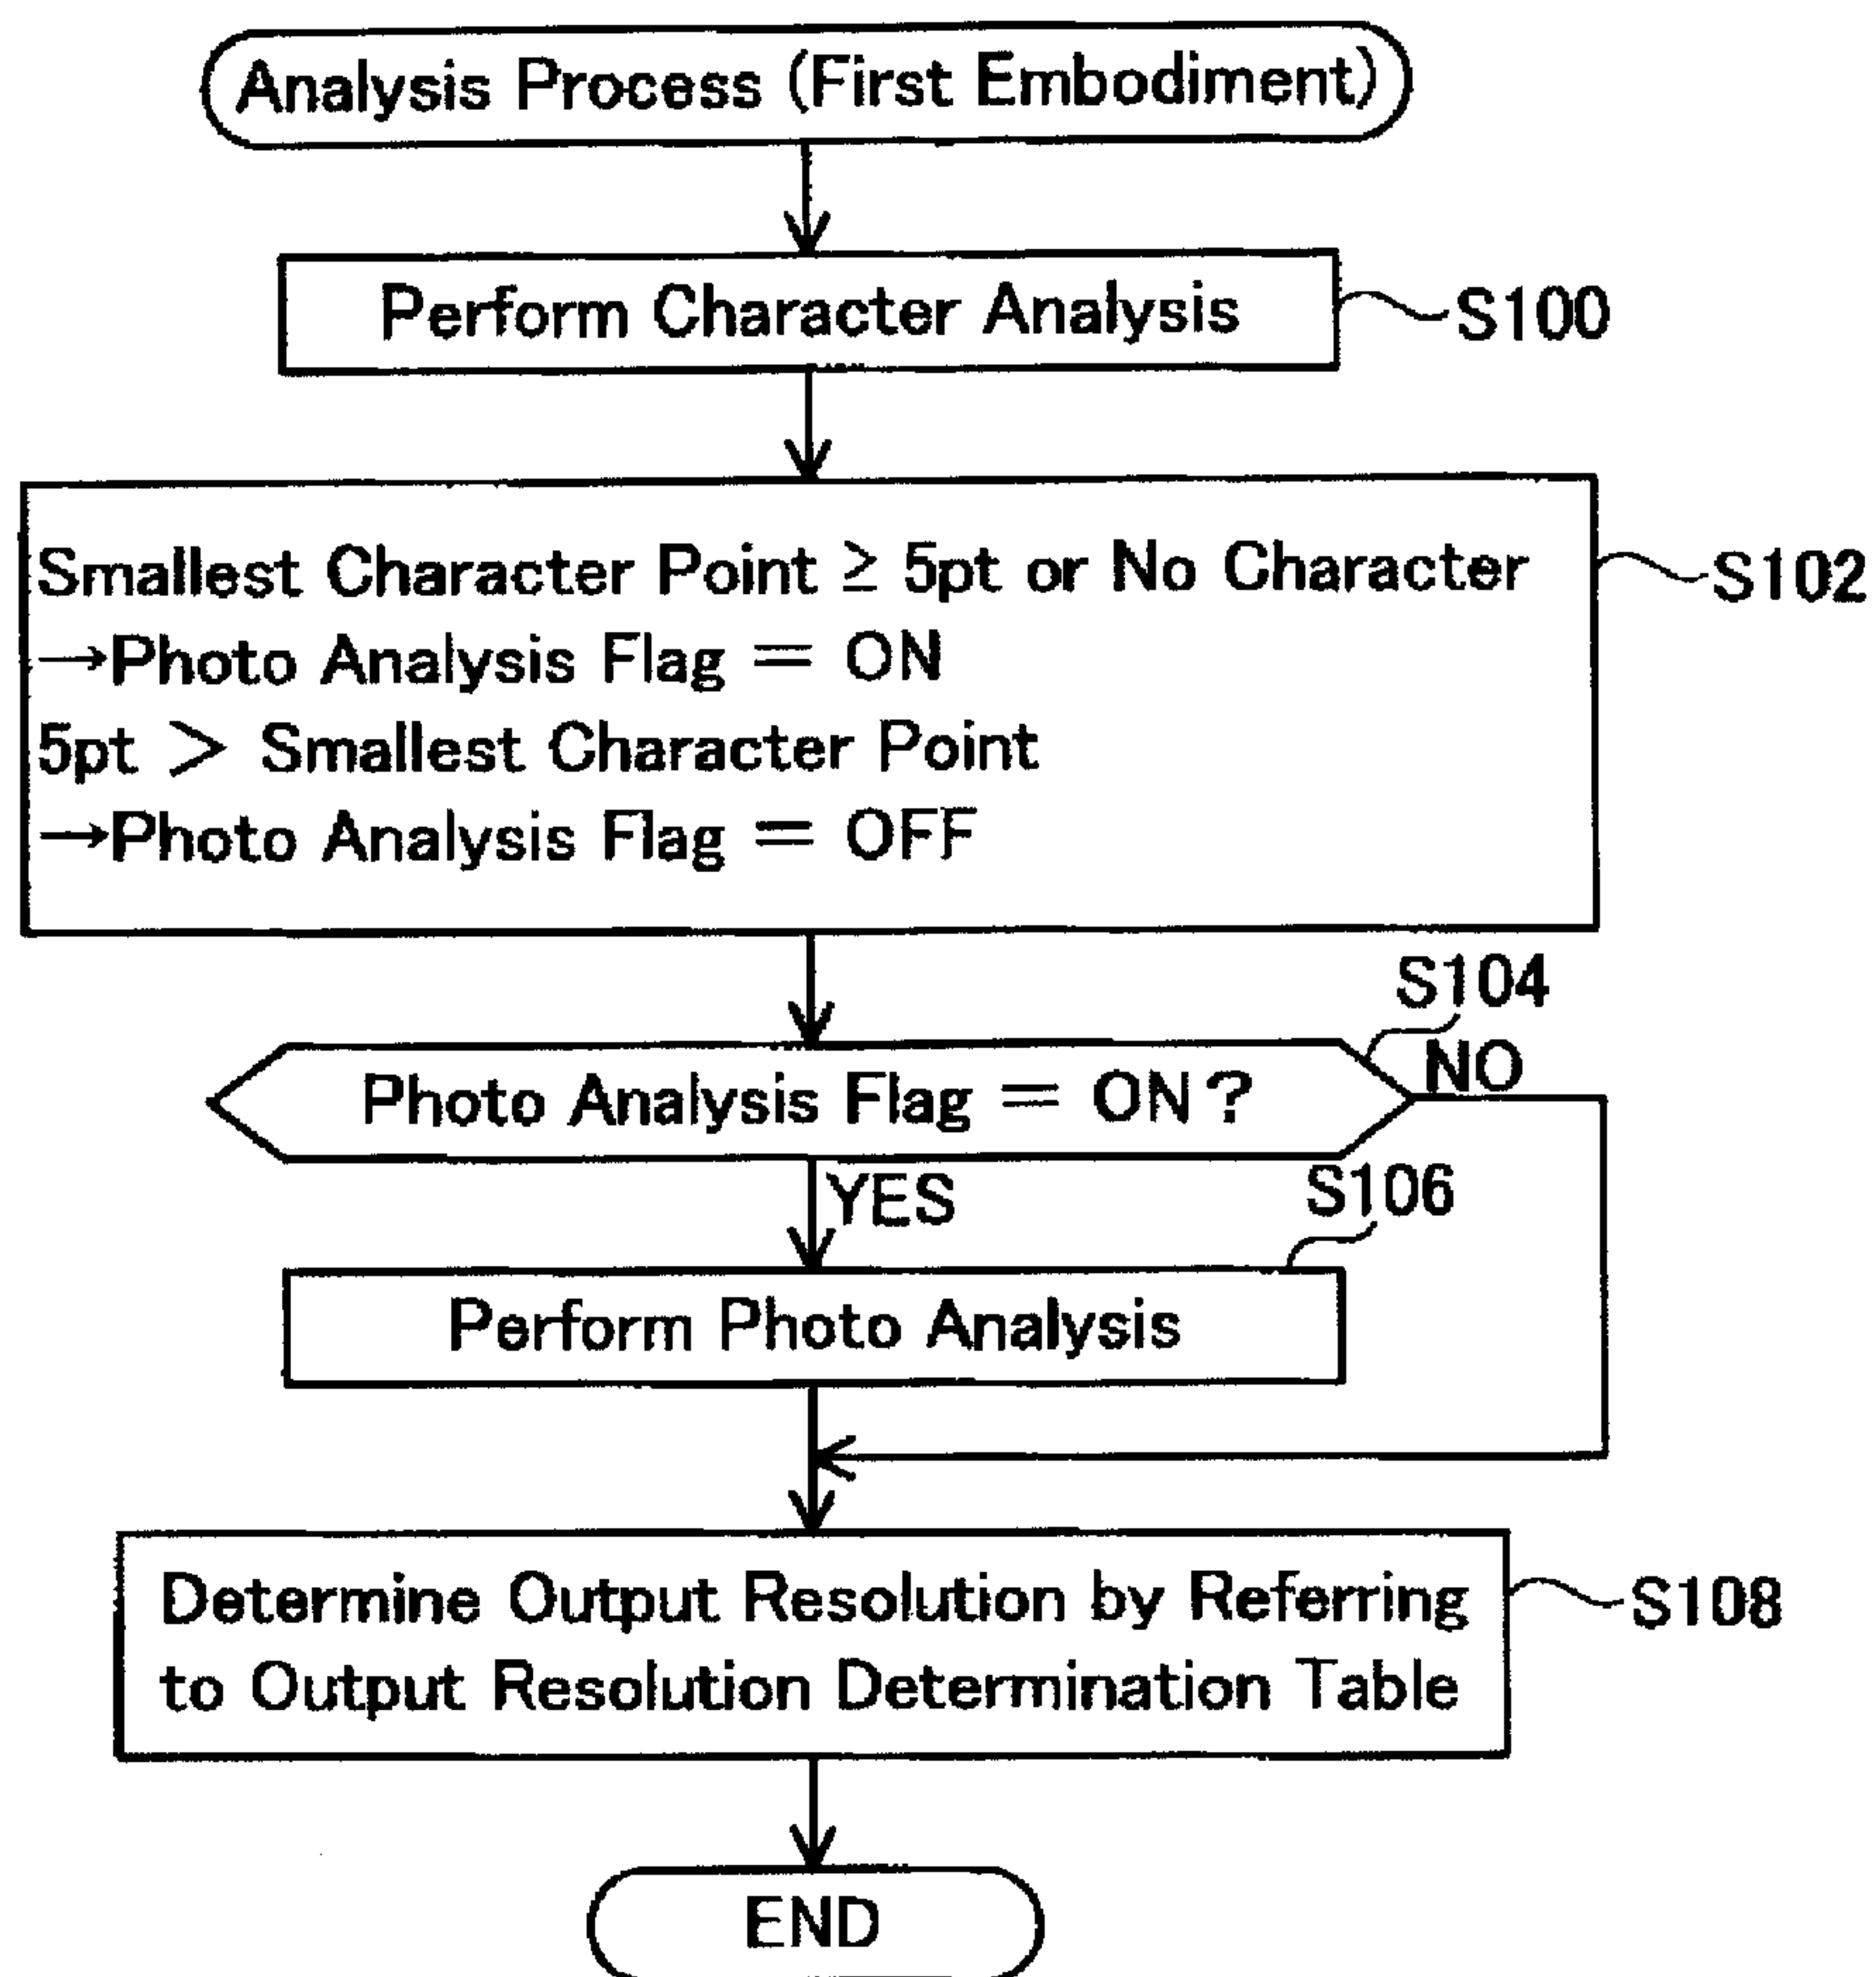 Analysis Process (First Embodiment)
Perform Character Analysis
S100
Smallest Character Point ≥ 5pt or No Character
→Photo Analysis Flag = ON
5pt > Smallest Character Point
→Photo Analysis Flag = OFF
S102
S104
Photo Analysis Flag = ON?
NO
YES
S106
Perform Photo Analysis
Determine Output Resolution by Referring
to Output Resolution Determination Table
S108
END